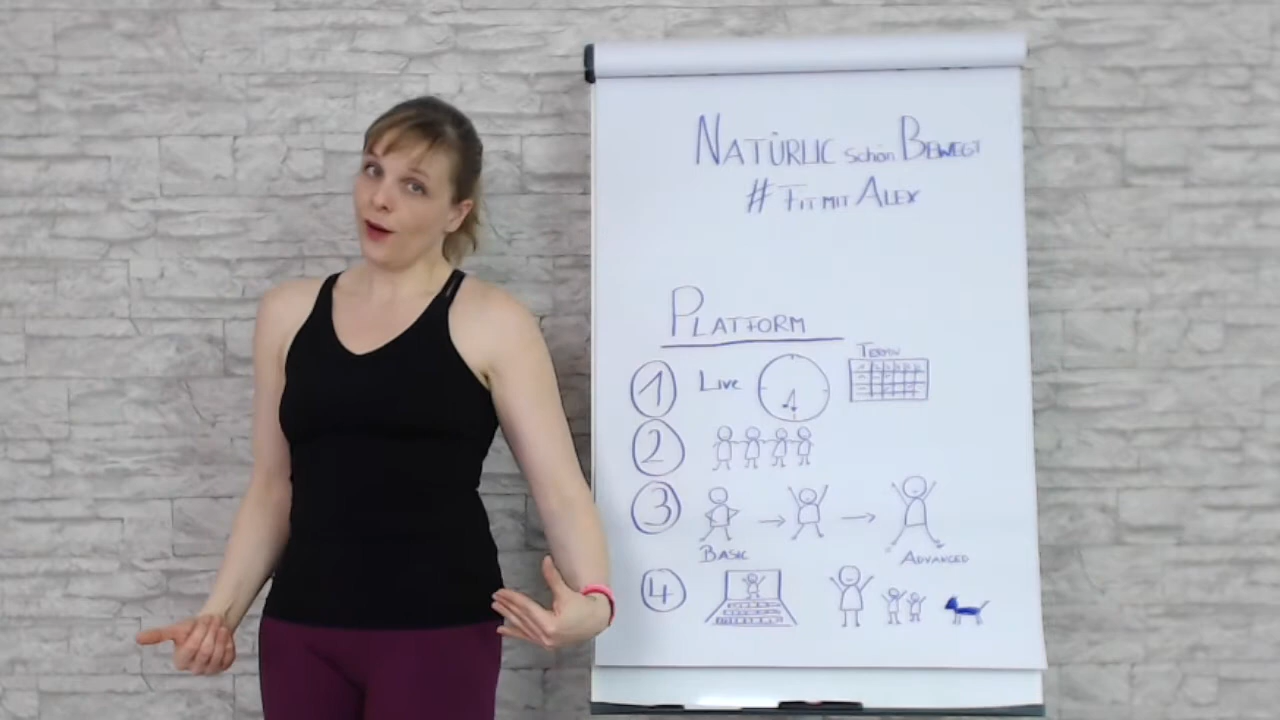 NATÜRLIC schön BEWEGT
# FIT MIT ALEX
PLATFORM
1 LIVE TERMIN
2
3
BASIC ADVANCED
4